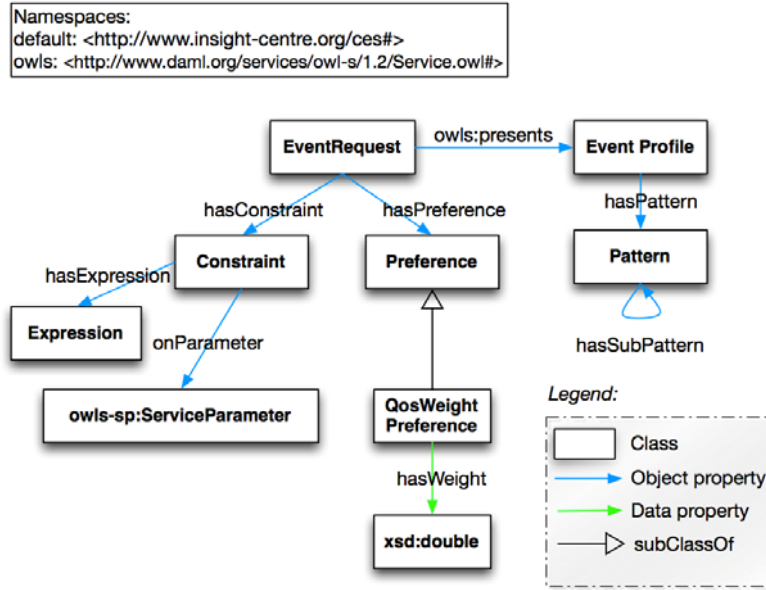 Namespaces:
default: <http://www.insight-centre.org/ces#>
owls: <http://www.daml.org/services/owl-s/1.2/Service.owl#>
EventRequest
owls:presents
Event Profile
hasConstraint
hasPreference
hasPattern
Constraint
Preference
Pattern
hasExpression
Expression
onParameter
hasSubPattern
owls-sp:ServiceParameter
QosWeight
Preference
hasWeight
xsd:double
Legend:
Class
Object property
Data property
subClassOf